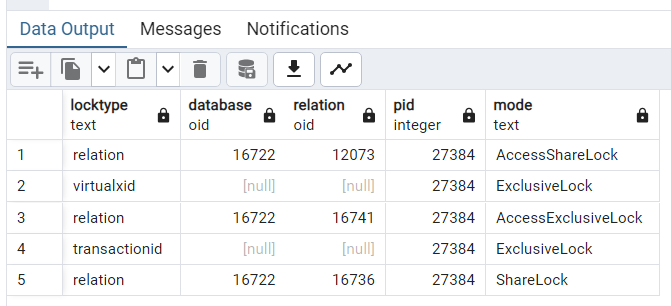 Data Output Messages Notifications
locktype database relation pid mode
text oid oid integer text
1 relation 16722 12073 27384 AccessShareLock
2 virtualxid [null] [null] 27384 ExclusiveLock
3 relation 16722 16741 27384 AccessExclusiveLock
4 transactionid [null] [null] 27384 ExclusiveLock
5 relation 16722 16736 27384 ShareLock